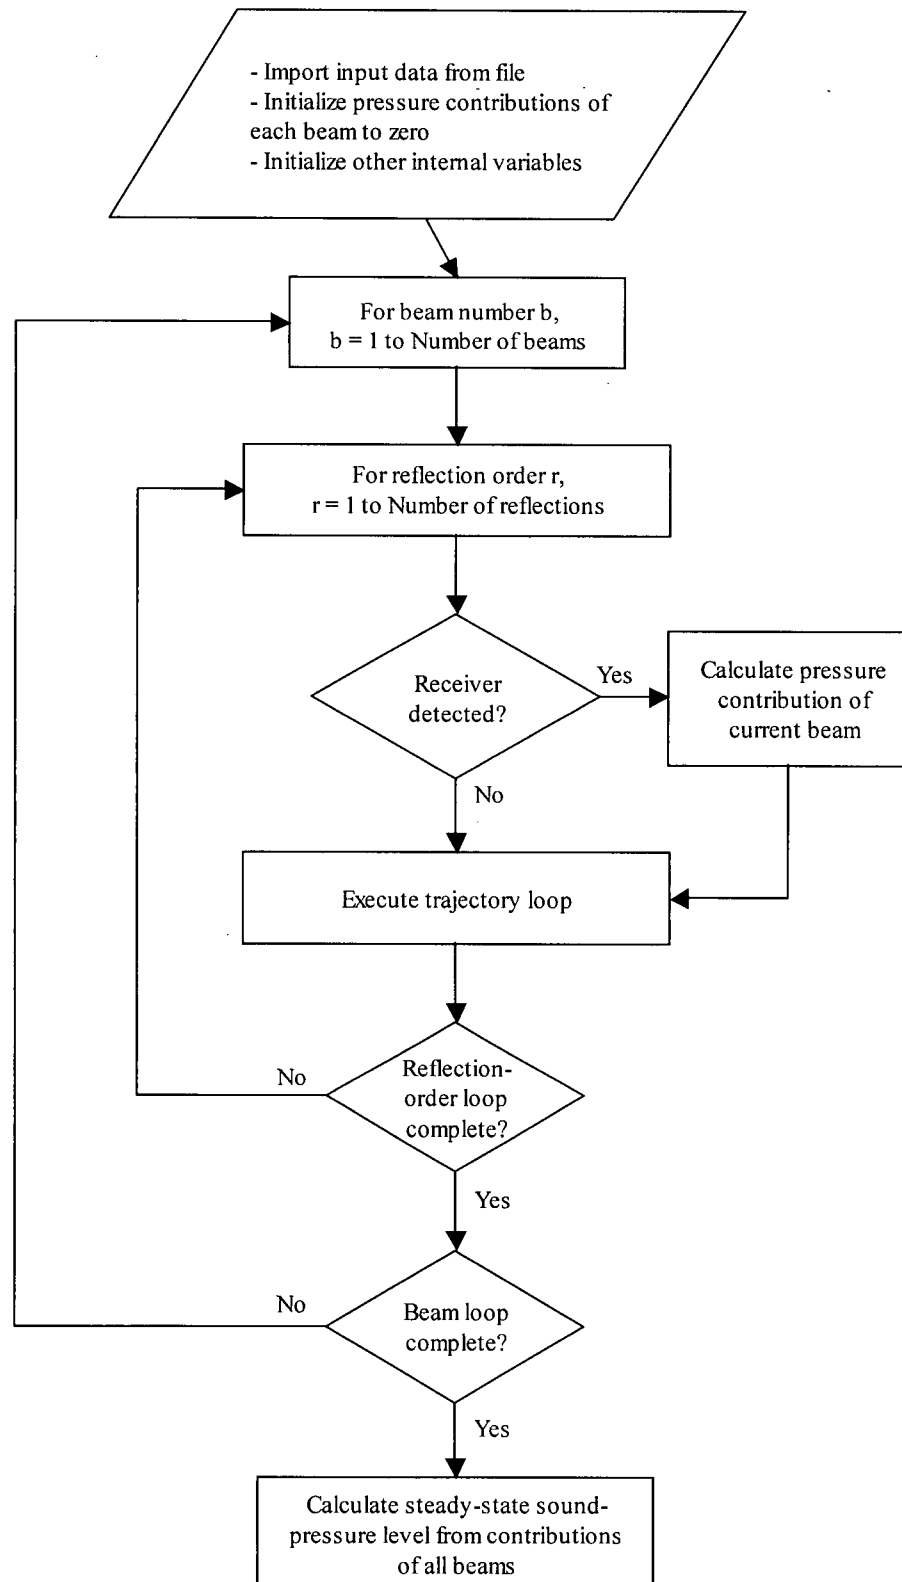 - Import input data from file
- Initialize pressure contributions of
each beam to zero
- Initialize other internal variables
For beam number b,
b = 1 to Number of beams
For reflection order r,
r = 1 to Number of reflections
Receiver
detected?
Yes
Calculate pressure
contribution of
current beam
No
Execute trajectory loop
Reflection-
order loop
complete?
No
Yes
Beam loop
complete?
No
Yes
Calculate steady-state sound-
pressure level from contributions
of all beams